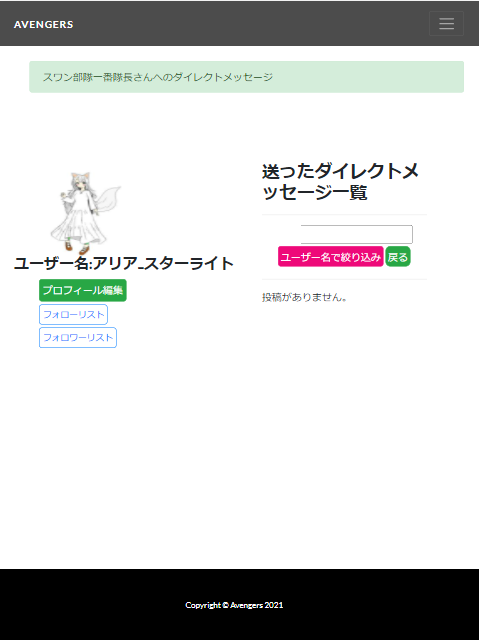 AVENGERS
スワン部隊一番隊長さんへのダイレクトメッセージ
送ったダイレクトメ
ッセージ一覧
ユーザー名で絞り込み
戻る
投稿がありません。
ユーザー名:アリア_スターライト
プロフィール編集
フォローリスト
フォロワーリスト
Copyright © Avengers 2021